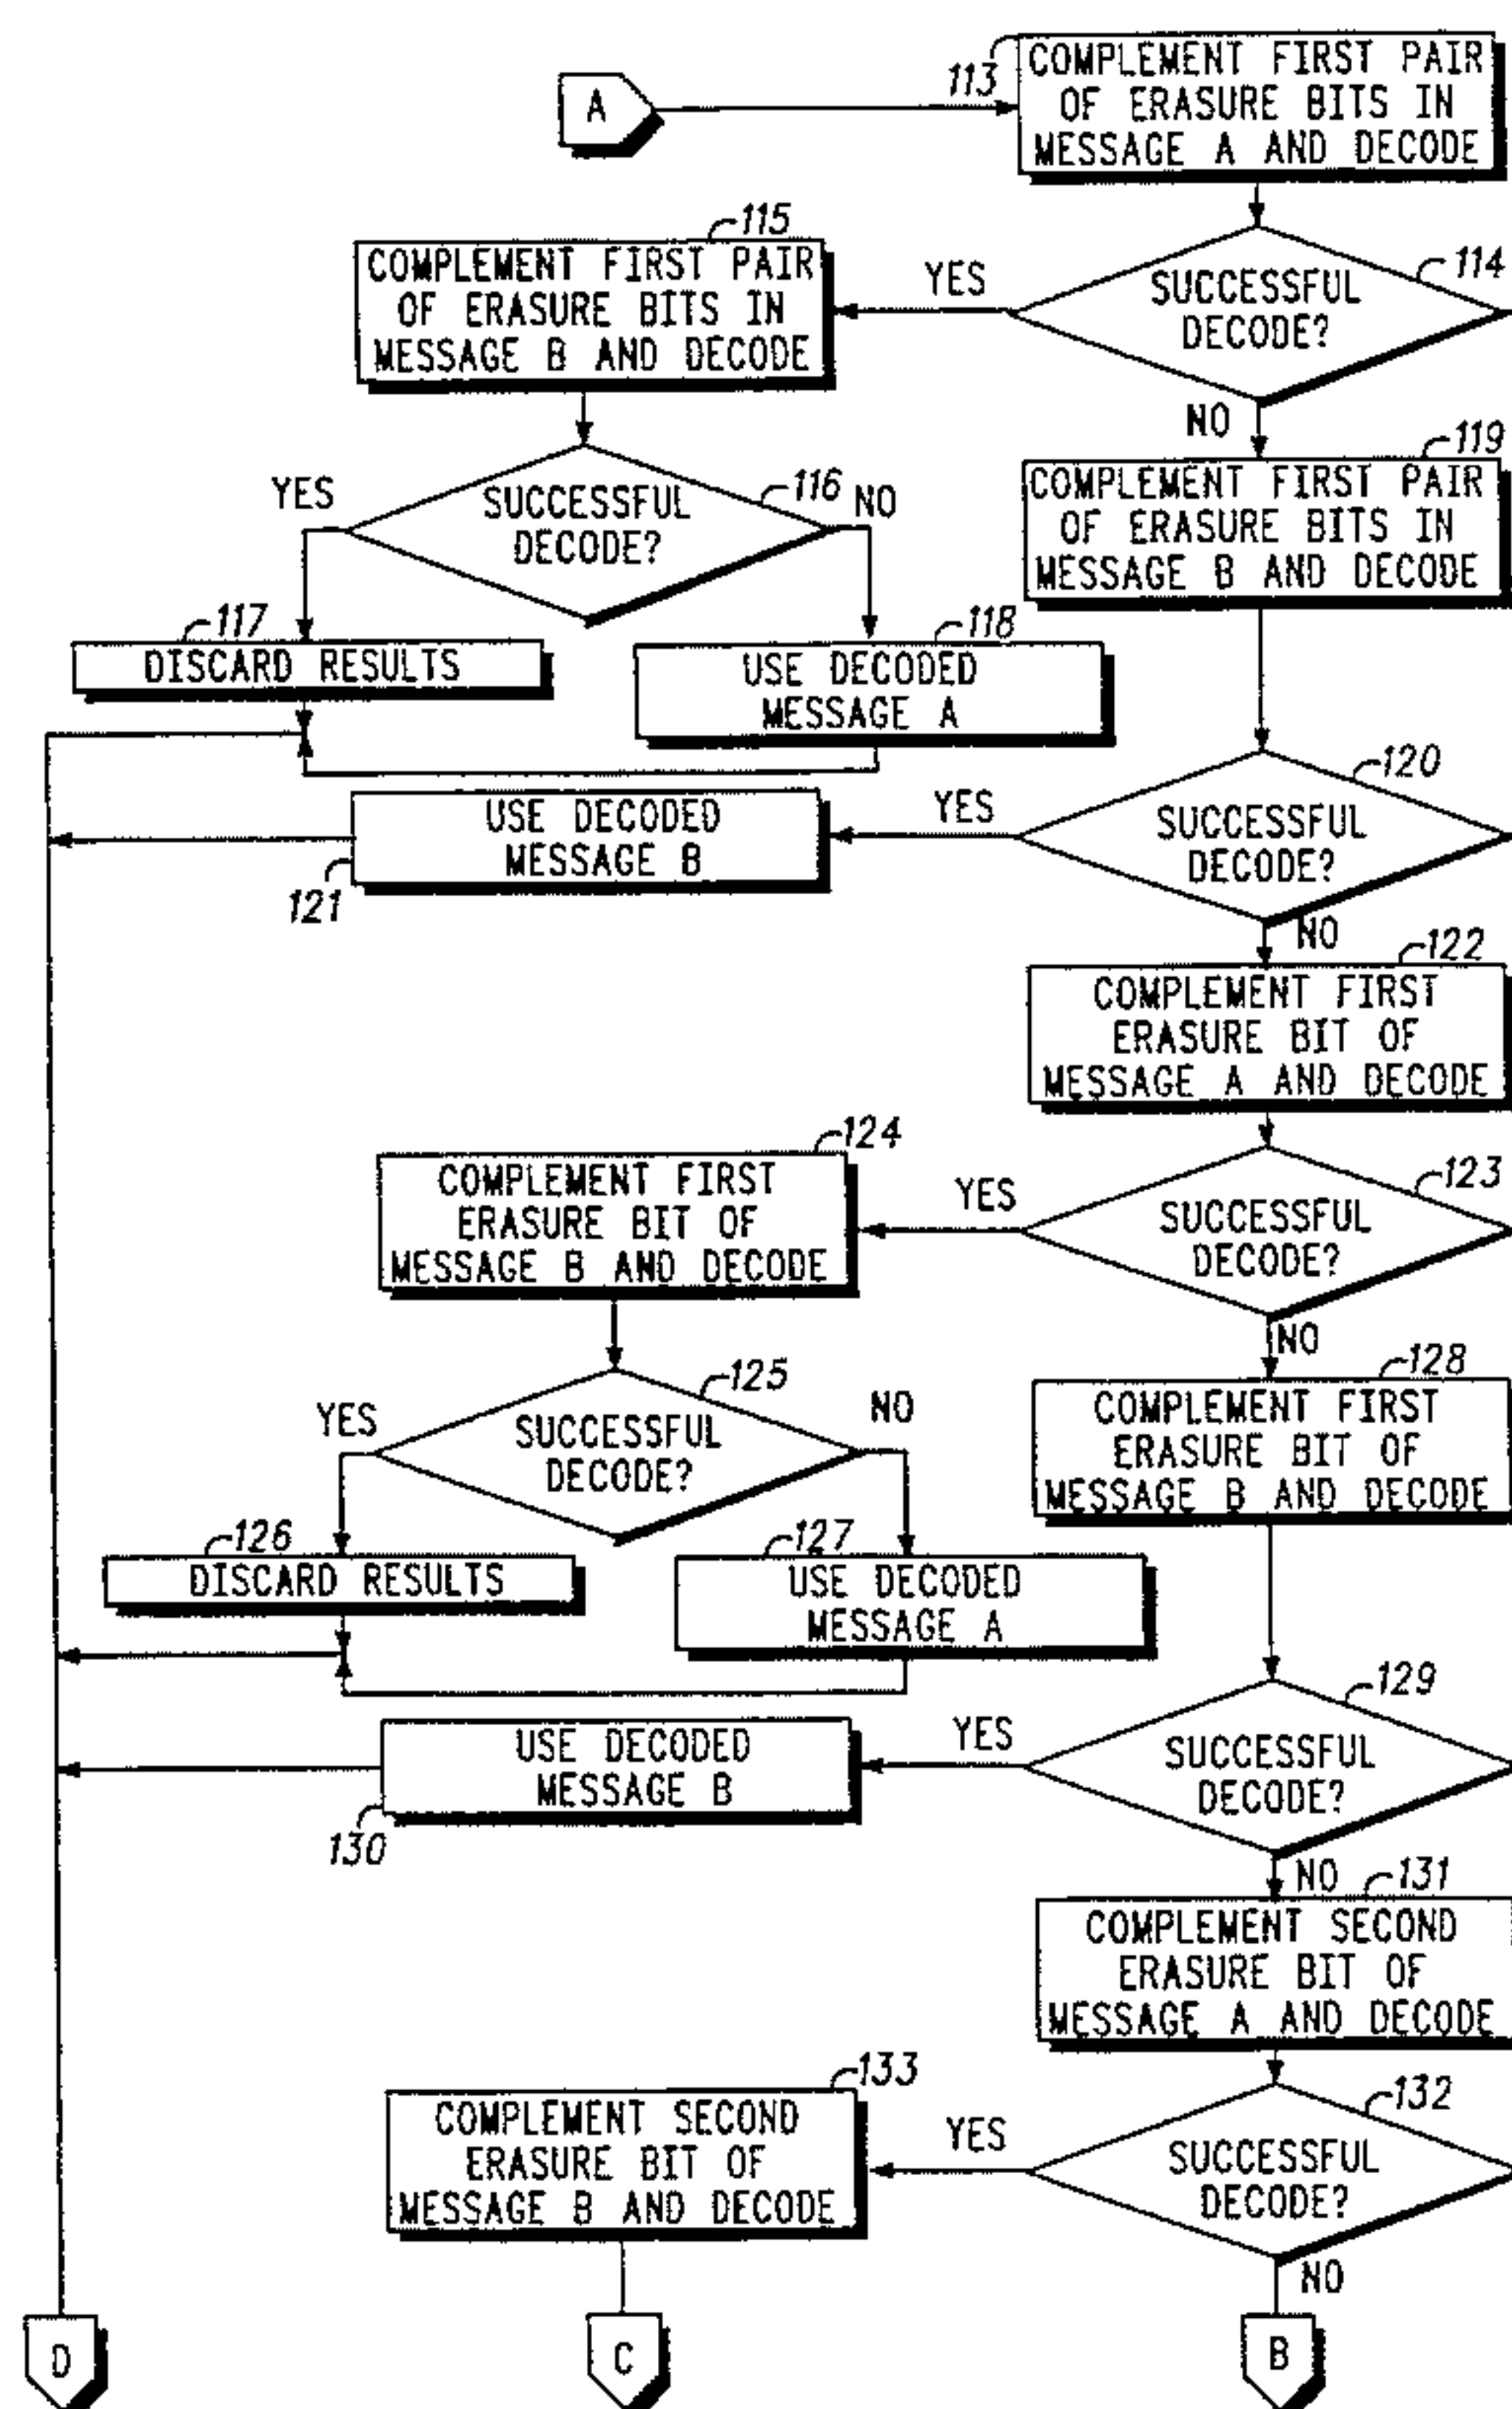 A
113
COMPLEMENT FIRST PAIR
OF ERASURE BITS IN
MESSAGE A AND DECODE
115
COMPLEMENT FIRST PAIR
OF ERASURE BITS IN
MESSAGE B AND DECODE
YES
114
SUCCESSFUL
DECODE?
NO
119
COMPLEMENT FIRST PAIR
OF ERASURE BITS IN
MESSAGE B AND DECODE
YES
116
SUCCESSFUL
DECODE?
NO
117
DISCARD RESULTS
118
USE DECODED
MESSAGE A
120
SUCCESSFUL
DECODE?
YES
USE DECODED
MESSAGE B
121
NO
122
COMPLEMENT FIRST
ERASURE BIT OF
MESSAGE A AND DECODE
123
SUCCESSFUL
DECODE?
YES
124
COMPLEMENT FIRST
ERASURE BIT OF
MESSAGE B AND DECODE
NO
128
COMPLEMENT FIRST
ERASURE BIT OF
MESSAGE B AND DECODE
YES
125
SUCCESSFUL
DECODE?
NO
126
DISCARD RESULTS
127
USE DECODED
MESSAGE A
129
SUCCESSFUL
DECODE?
YES
USE DECODED
MESSAGE B
130
NO
131
COMPLEMENT SECOND
ERASURE BIT OF
MESSAGE A AND DECODE
132
SUCCESSFUL
DECODE?
YES
133
COMPLEMENT SECOND
ERASURE BIT OF
MESSAGE B AND DECODE
NO
D
C
B